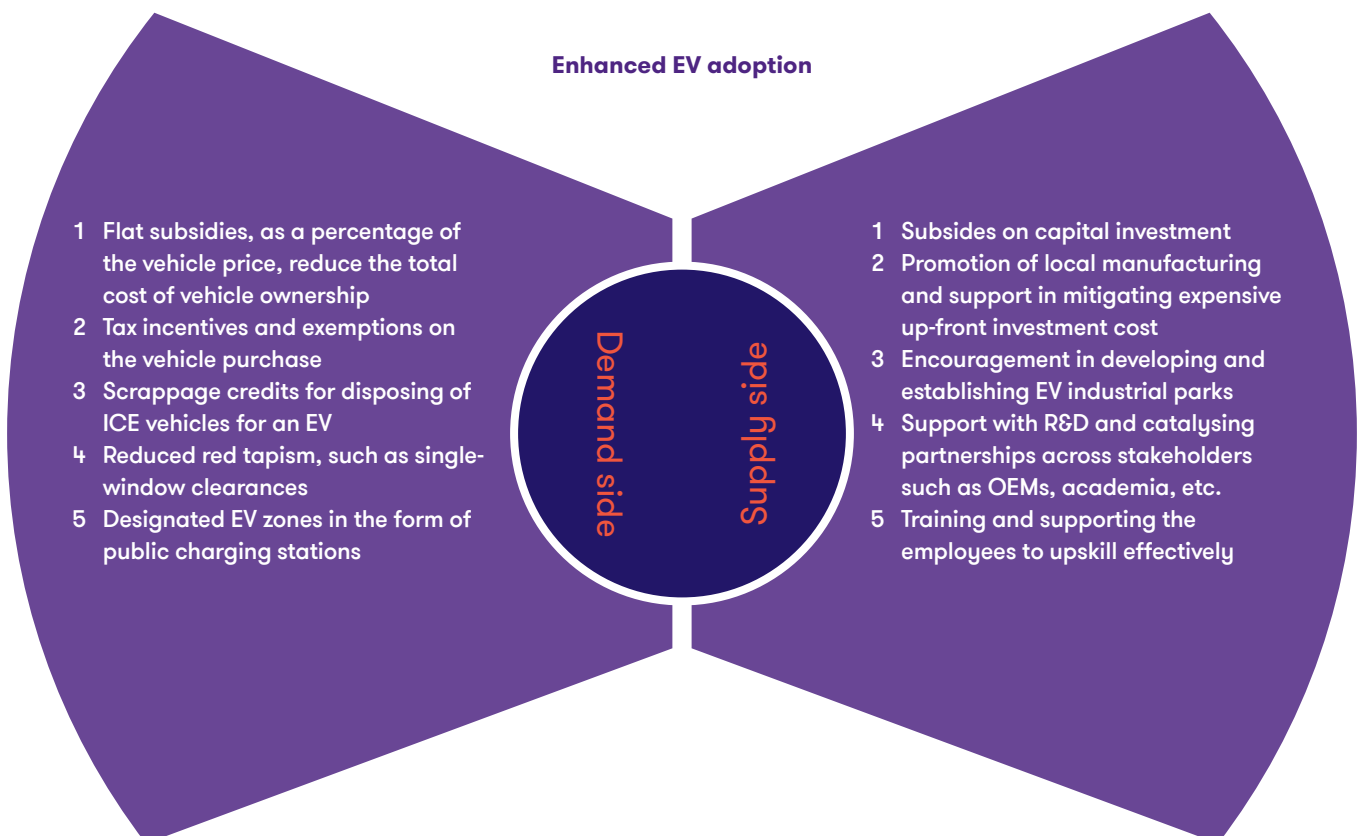 Enhanced EV adoption
1 Flat subsidies, as a percentage of
the vehicle price, reduce the total
cost of vehicle ownership
2 Tax incentives and exemptions on
the vehicle purchase
3 Scrappage credits for disposing of
ICE vehicles for an EV
4 Reduced red tapism, such as single-
window clearances
5 Designated EV zones in the form of
public charging stations
Demand side
Supply side
1 Subsides on capital investment
2 Promotion of local manufacturing
and support in mitigating expensive
up-front investment cost
3 Encouragement in developing and
establishing EV industrial parks
4 Support with R&D and catalysing
partnerships across stakeholders
such as OEMs, academia, etc.
5 Training and supporting the
employees to upskill effectively